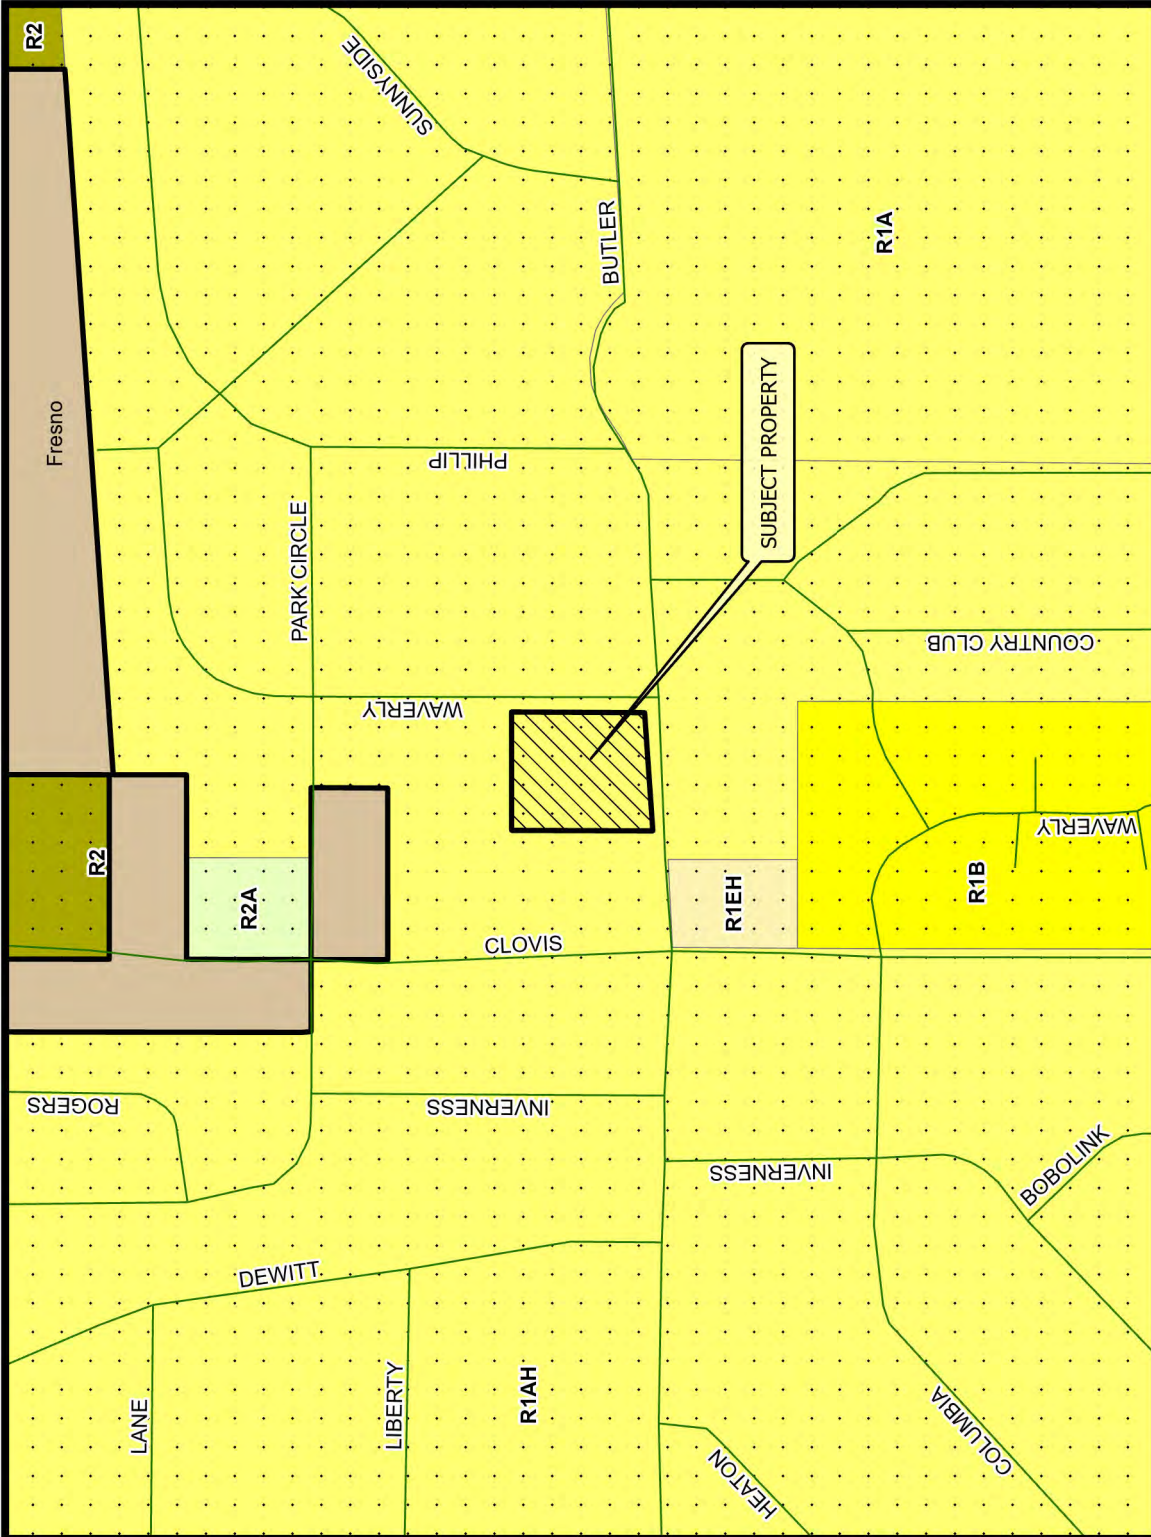 R2
SUNNYSIDE
BUTLER
R1A
Fresno
PHILLIP
SUBJECT PROPERTY
PARK CIRCLE
COUNTRY CLUB
WAVERLY
WAVERLY
R2
R2A
R1EH
R1B
CLOVIS
ROGERS
INVERNESS
INVERNESS
BOBOLINK
DEWITT
LANE
LIBERTY
R1AH
COLUMBIA
HEATON